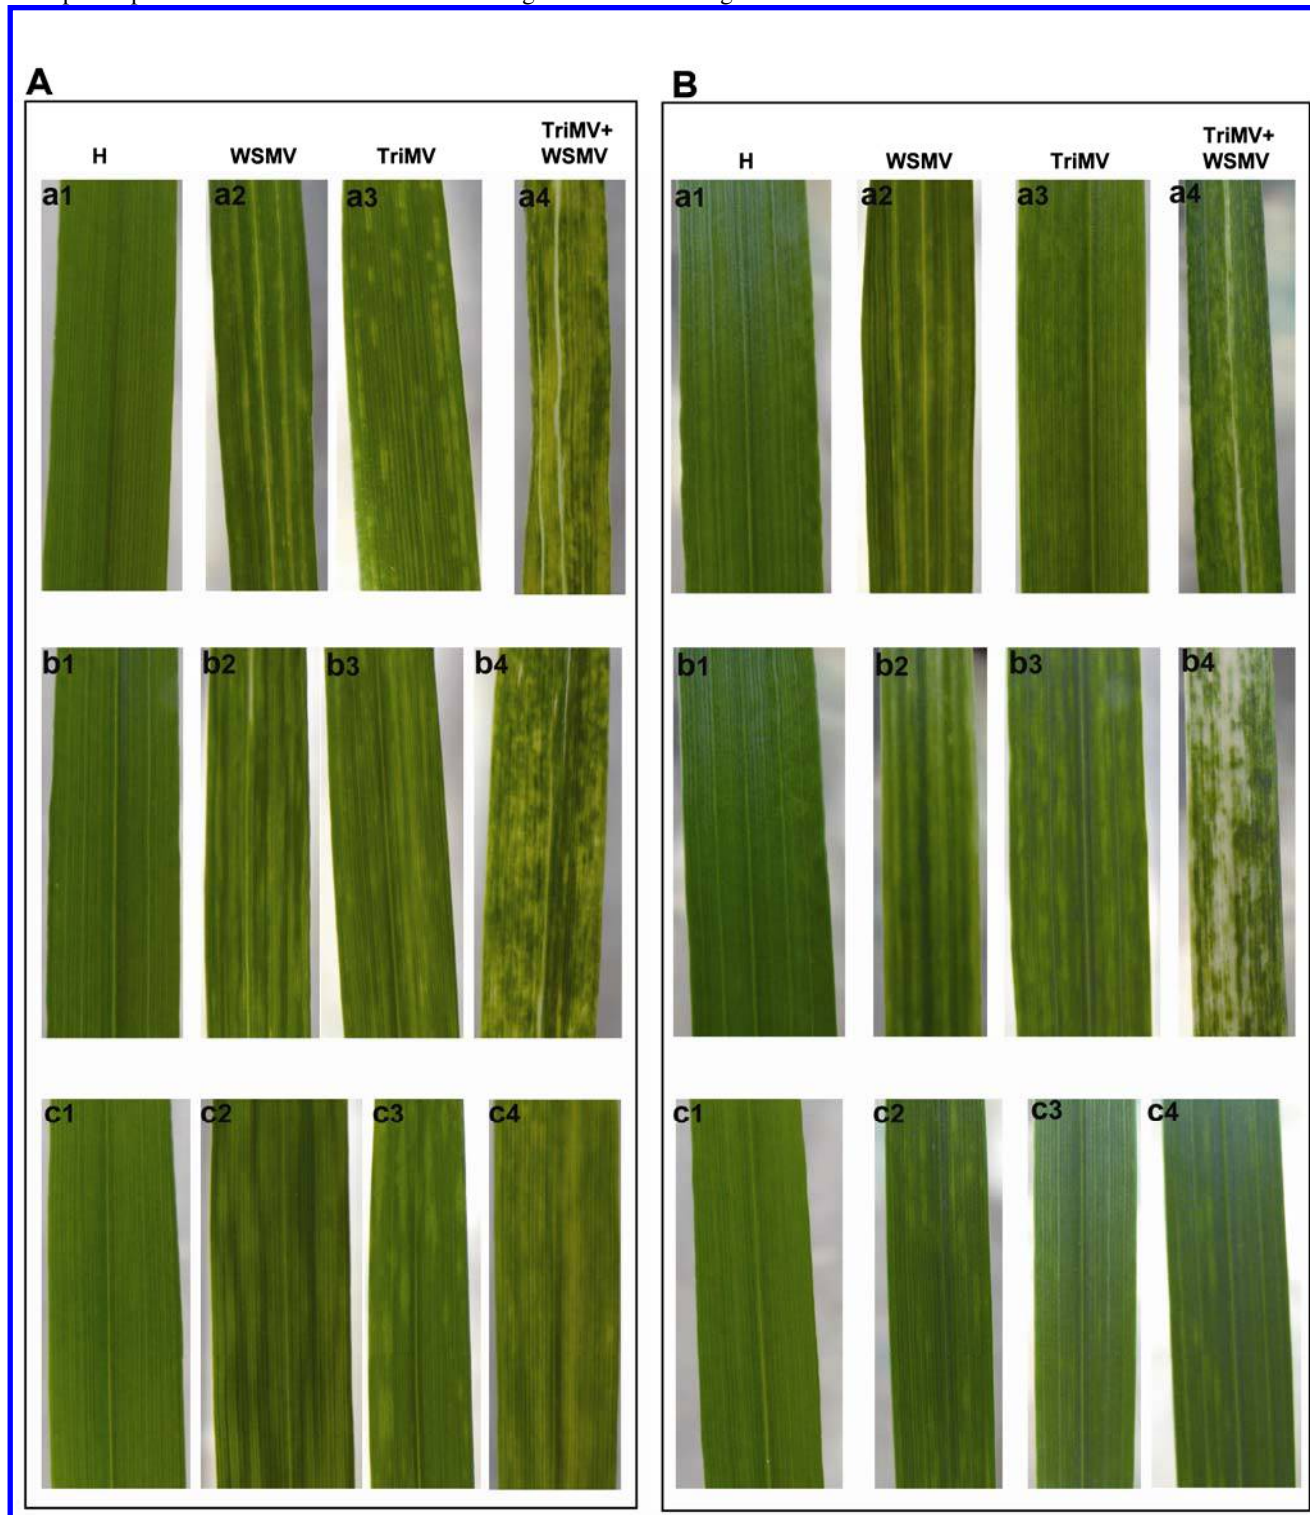 A
B
H WSMV TriMV TriMV+
WSMV
H WSMV TriMV TriMV+
WSMV
a1 a2 a3 a4
a1 a2 a3 a4
b1 b2 b3 b4
b1 b2 b3 b4
c1 c2 c3 c4
c1 c2 c3 c4